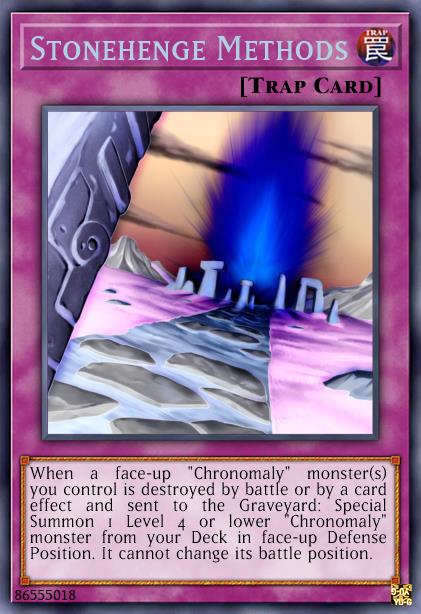 Stonehenge Methods
TRAP
罠
[Trap Card]
When a face-up "Chronomaly" monster(s)
you control is destroyed by battle or by a card
effect and sent to the Graveyard: Special
Summon 1 Level 4 or lower "Chronomaly"
monster from your Deck in face-up Defense
Position. It cannot change its battle position.
86555018